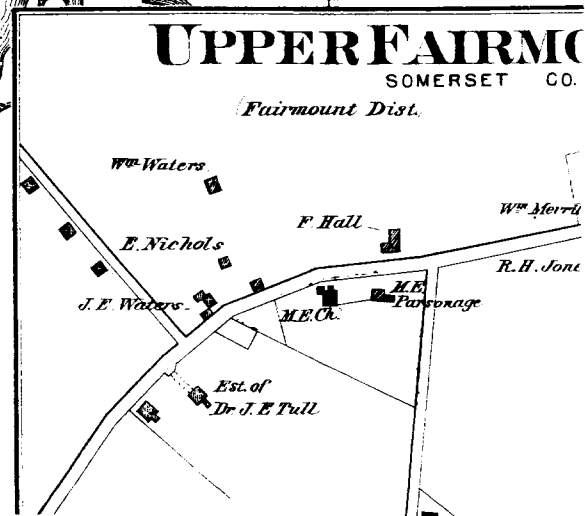 UPPER FAIRMO
SOMERSET CO.
Fairmount Dist.
Wm Waters
F. Hall
Wm Merri
E. Nichols
R. H. Jone
J. E. Waters
M.E. Ch.
M.E.
Parsonage
Est. of
Dr J. E. Tull